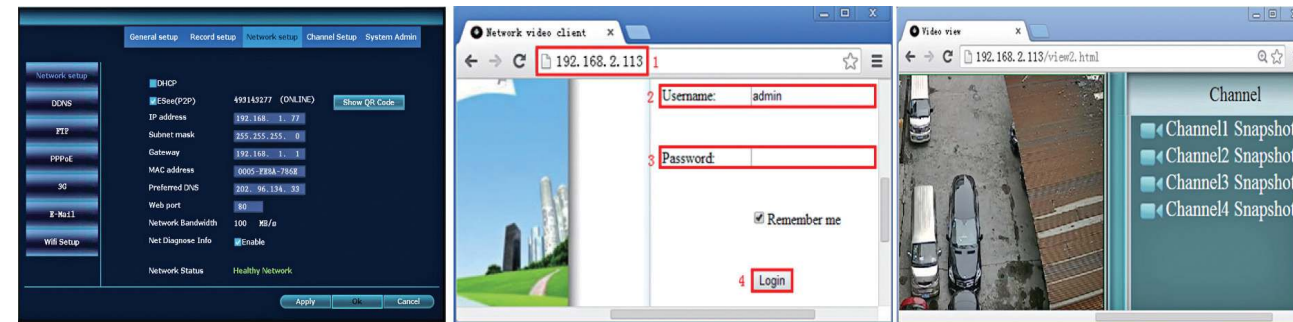 General setup Record setup Network setup Channel Setup System Admin
Network setup
DDNS
FTP
PPPoE
3G
E-Mail
Wifi Setup
DHCP
ESee(P2P) 493143277 (ONLINE) Show QR Code
IP address 192.168. 1. 77
Subnet mask 255.255.255. 0
Gateway 192.168. 1. 1
MAC address 0005-FE8A-786E
Preferred DNS 202. 96.134. 33
Web port 80
Network Bandwidth 100 MB/s
Net Diagnose Info Enable
Network Status Healthy Network
Apply Ok Cancel
Network video client x
192.168.2.113 1
2 Username: admin
3 Password:
Remember me
4 Login
Video view x
192.168.2.113/view2.html
Channel
Channel1 Snapshot
Channel2 Snapshot
Channel3 Snapshot
Channel4 Snapshot